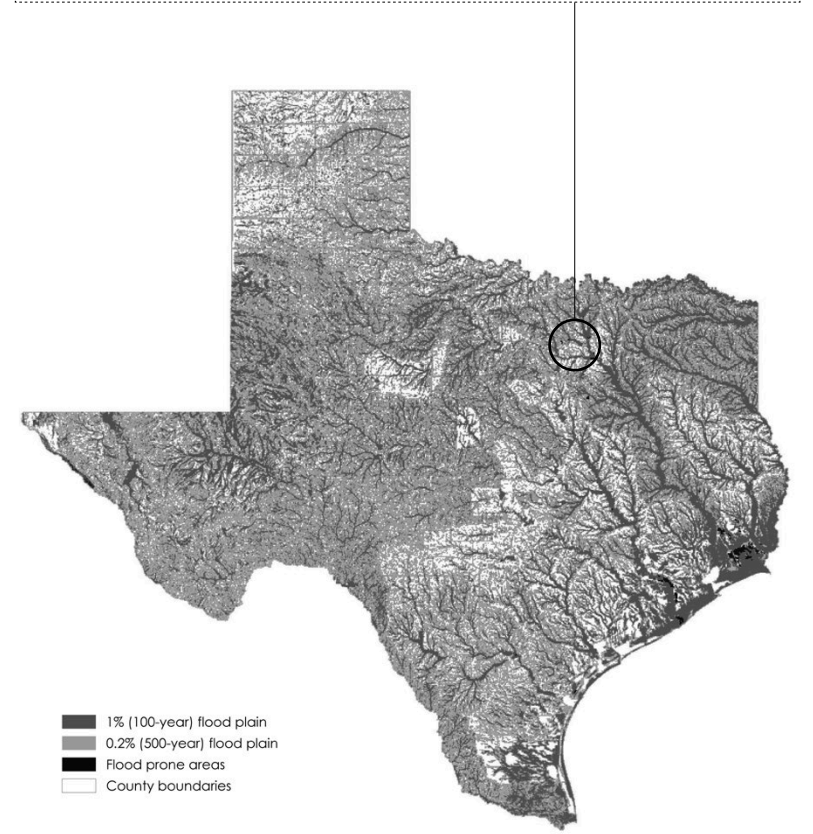 1% (100-year) flood plain
0.2% (500-year) flood plain
Flood prone areas
County boundaries